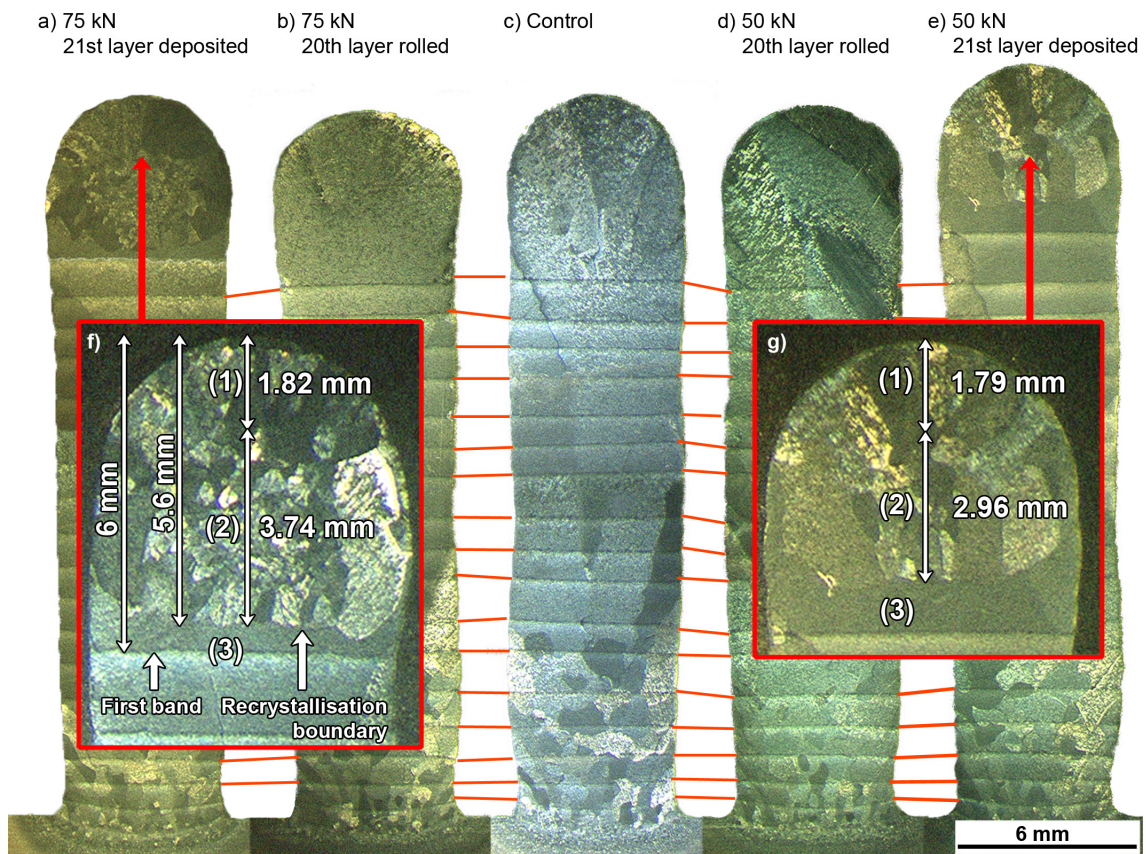 a) 75 kN
21st layer deposited
b) 75 kN
20th layer rolled
c) Control
d) 50 kN
20th layer rolled
e) 50 kN
21st layer deposited
f)
(1) 1.82 mm
6 mm
5.6 mm
(2) 3.74 mm
(3)
First band
Recrystallisation
boundary
g)
(1) 1.79 mm
(2) 2.96 mm
(3)
6 mm